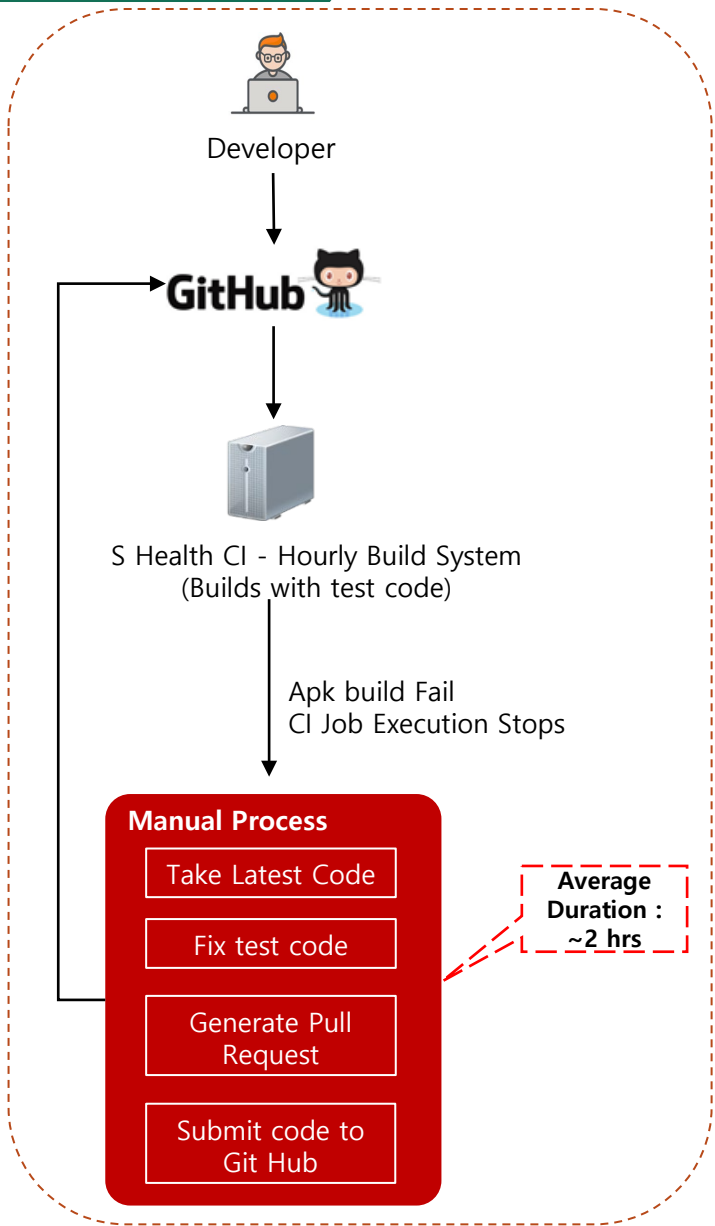 Developer
GitHub
S Health CI - Hourly Build System
(Builds with test code)
Apk build Fail
CI Job Execution Stops
Manual Process
Take Latest Code
Fix test code
Generate Pull
Request
Submit code to
Git Hub
Average
Duration :
~2 hrs